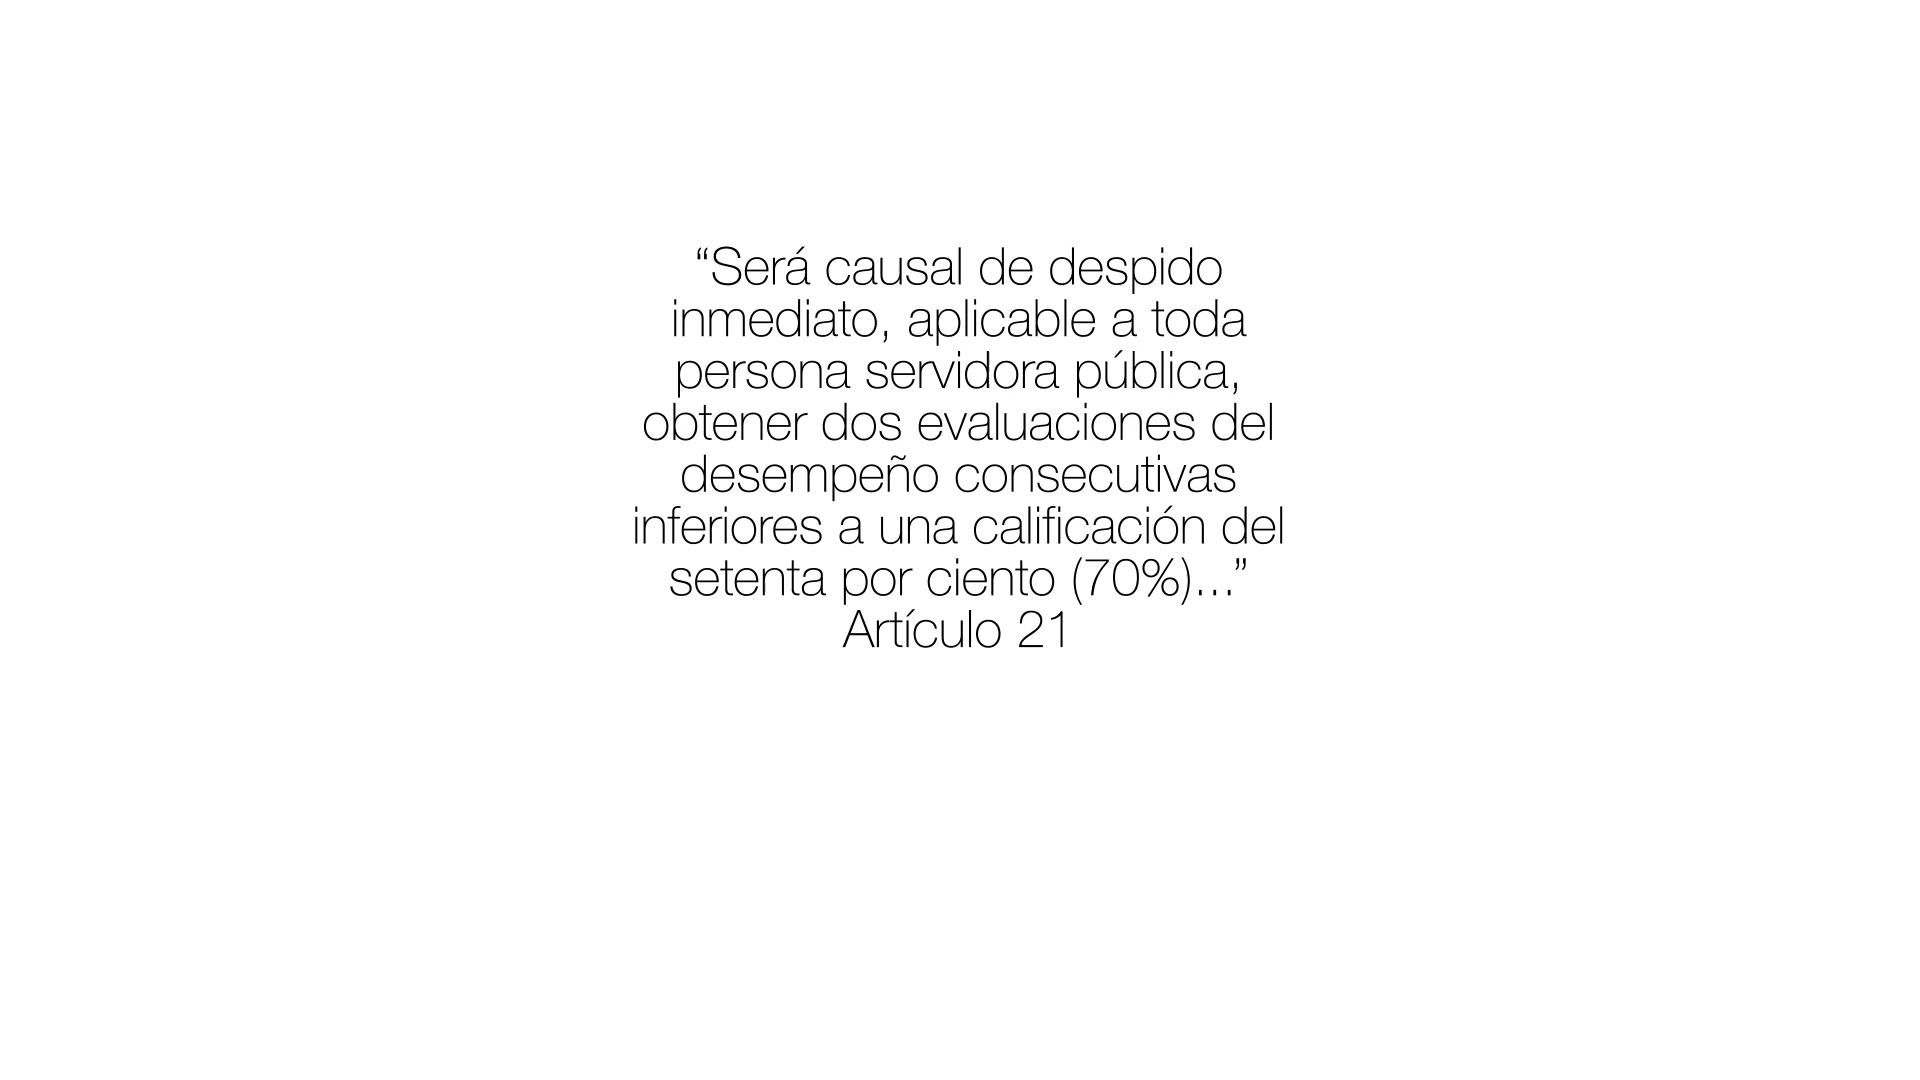 “Será causal de despido
inmediato, aplicable a toda
persona servidora pública,
obtener dos evaluaciones del
desempeño consecutivas
inferiores a una calificación del
setenta por ciento (70%)...”
Artículo 21